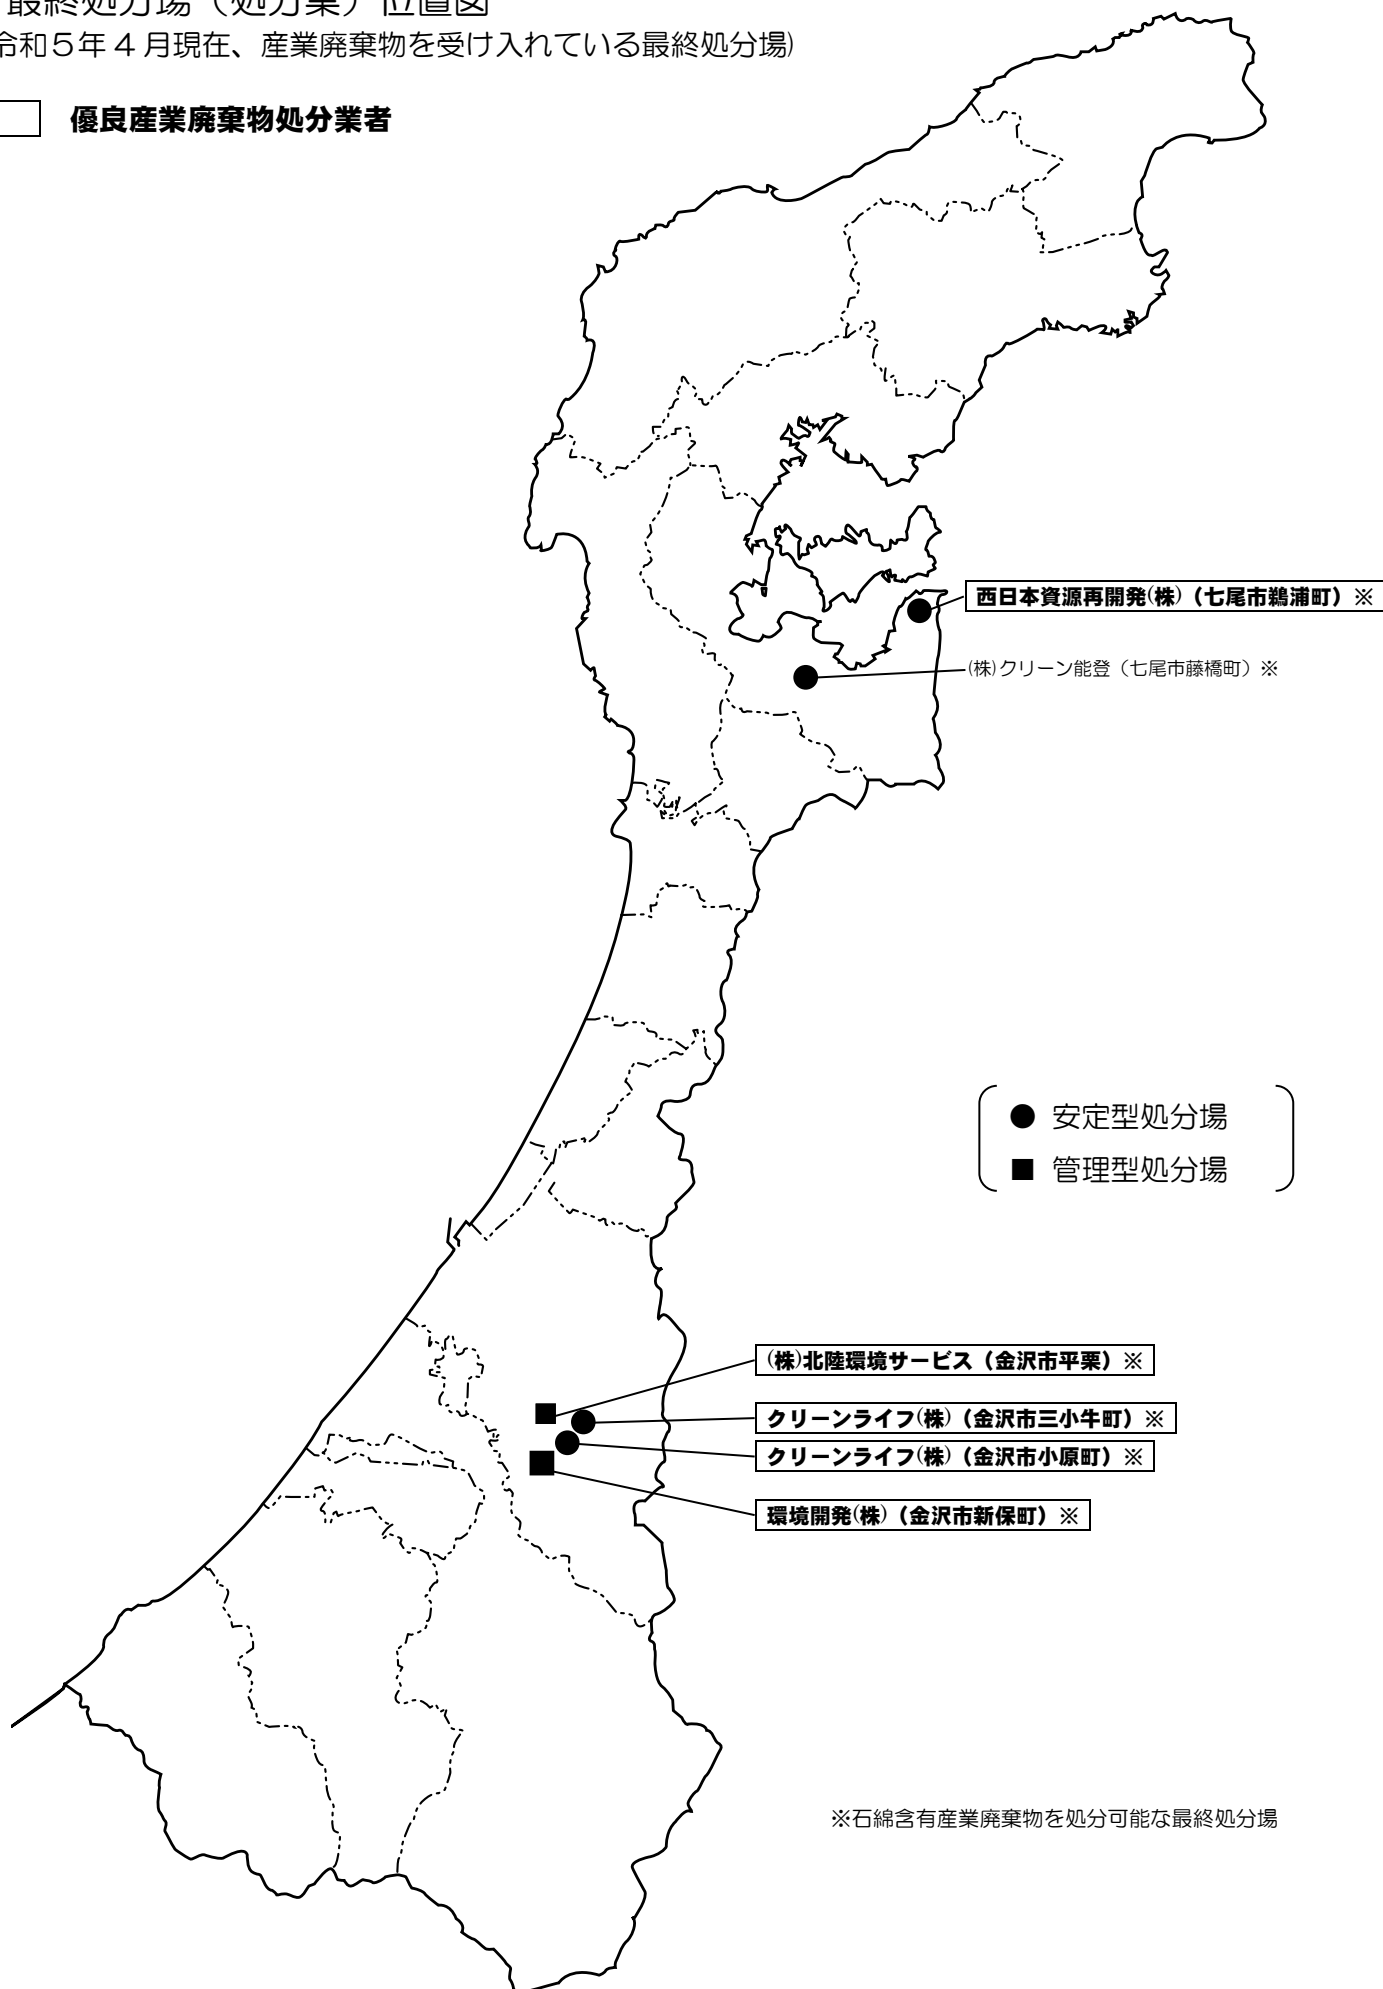 最終処分場（処分業）位置図
令和５年４月現在、産業廃棄物を受け入れている最終処分場)
優良産業廃棄物処分業者
西日本資源再開発(株)（七尾市鵜浦町）※
(株)クリーン能登（七尾市藤橋町）※
● 安定型処分場
■ 管理型処分場
(株)北陸環境サービス（金沢市平栗）※
クリーンライフ(株)（金沢市三小牛町）※
クリーンライフ(株)（金沢市小原町）※
環境開発(株)（金沢市新保町）※
※石綿含有産業廃棄物を処分可能な最終処分場